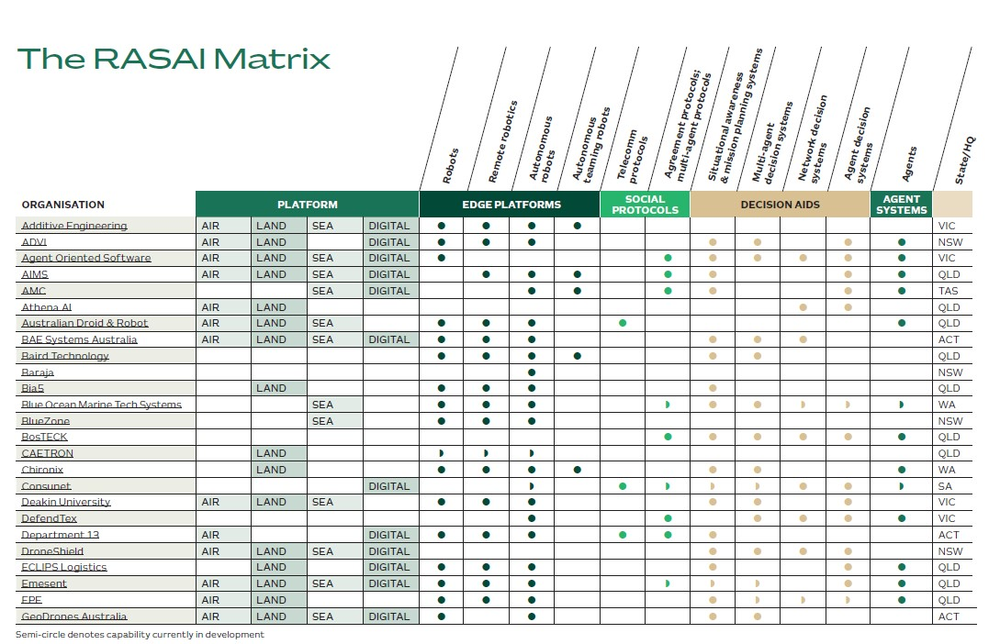 The RASAI Matrix
Robots
Remote robotics
Autonomous
robots
Autonomous
teaming robots
Telecomm
protocols
Agreement protocols;
multi-agent protocols
Situational awareness
& mission planning systems
Multi-agent
decision systems
Network decision
systems
Agent decision
systems
Agents
State/HQ
ORGANISATION PLATFORM EDGE PLATFORMS SOCIAL PROTOCOLS DECISION AIDS AGENT SYSTEMS
Additive Engineering AIR LAND SEA DIGITAL VIC
ADVI AIR LAND DIGITAL NSW
Agent Oriented Software AIR LAND SEA DIGITAL VIC
AIMS AIR LAND SEA DIGITAL QLD
AMC SEA DIGITAL TAS
Athena AI AIR LAND QLD
Australian Droid & Robot AIR LAND SEA QLD
BAE Systems Australia AIR LAND SEA DIGITAL ACT
Baird Technology QLD
Baraja NSW
Bia5 LAND QLD
Blue Ocean Marine Tech Systems SEA WA
BlueZone SEA NSW
BosTECK QLD
CAETRON LAND QLD
Chironix LAND WA
Consunet DIGITAL SA
Deakin University AIR LAND SEA VIC
DefendTex VIC
Department 13 AIR DIGITAL ACT
DroneShield AIR LAND SEA DIGITAL NSW
ECLIPS Logistics LAND DIGITAL QLD
Emesent AIR LAND SEA DIGITAL QLD
EPE AIR LAND QLD
GeoDrones Australia AIR LAND SEA DIGITAL ACT
Semi-circle denotes capability currently in development